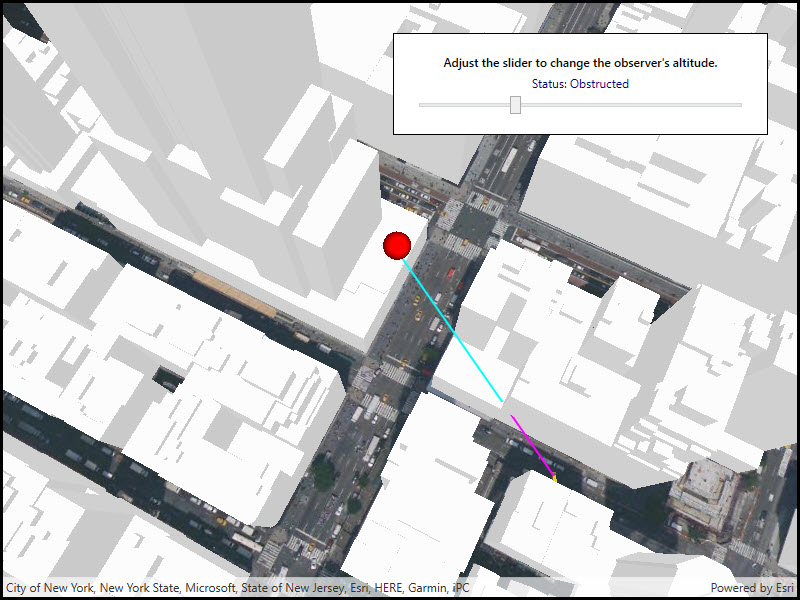 Adjust the slider to change the observer's altitude.
Status: Obstructed
City of New York, New York State, Microsoft, State of New Jersey, Esri, HERE, Garmin, iPC
Powered by Esri